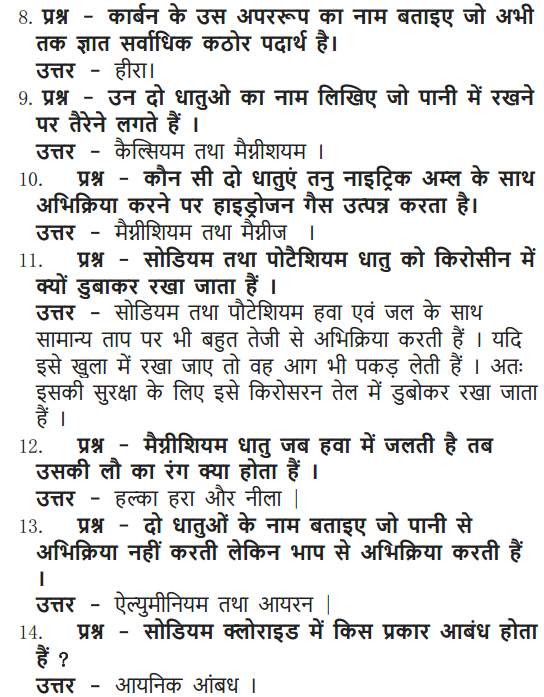 8. प्रश्न - कार्बन के उस अपररूप का नाम बताइए जो अभी
तक ज्ञात सर्वाधिक कठोर पदार्थ है।
उत्तर - हीरा।
9. प्रश्न - उन दो धातुओ का नाम लिखिए जो पानी में रखने
पर तैरेने लगते हैं ।
उत्तर - कैल्सियम तथा मैग्नीशयम ।
10. प्रश्न - कौन सी दो धातुएं तनु नाइट्रिक अम्ल के साथ
अभिक्रिया करने पर हाइड्रोजन गैस उत्पन्न करता है।
उत्तर - मैग्नीशियम तथा मैग्नीज ।
11. प्रश्न - सोडियम तथा पोटैशियम धातु को किरोसीन में
क्यों डुबाकर रखा जाता हैं ।
उत्तर - सोडियम तथा पौटेशियम हवा एवं जल के साथ
सामान्य ताप पर भी बहुत तेजी से अभिक्रिया करती हैं । यदि
इसे खुला में रखा जाए तो वह आग भी पकड़ लेती हैं । अतः
इसकी सुरक्षा के लिए इसे किरोसरन तेल में डुबोकर रखा जाता
हैं ।
12. प्रश्न - मैग्नीशियम धातु जब हवा में जलती है तब
उसकी लौ का रंग क्या होता हैं ।
उत्तर - हल्का हरा और नीला |
13. प्रश्न - दो धातुओं के नाम बताइए जो पानी से
अभिक्रिया नहीं करती लेकिन भाप से अभिक्रिया करती हैं
।
उत्तर - ऐल्युमीनियम तथा आयरन |
14. प्रश्न - सोडियम क्लोराइड में किस प्रकार आबंध होता
हैं ?
उत्तर - आयनिक आंबध ।